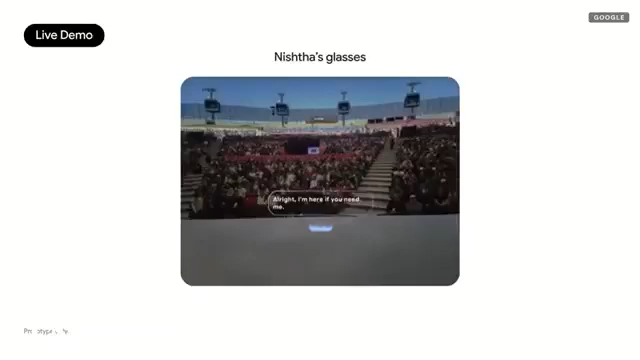 GOOGLE
Live Demo
Nishtha's glasses
Alright, I'm here if you need
me.